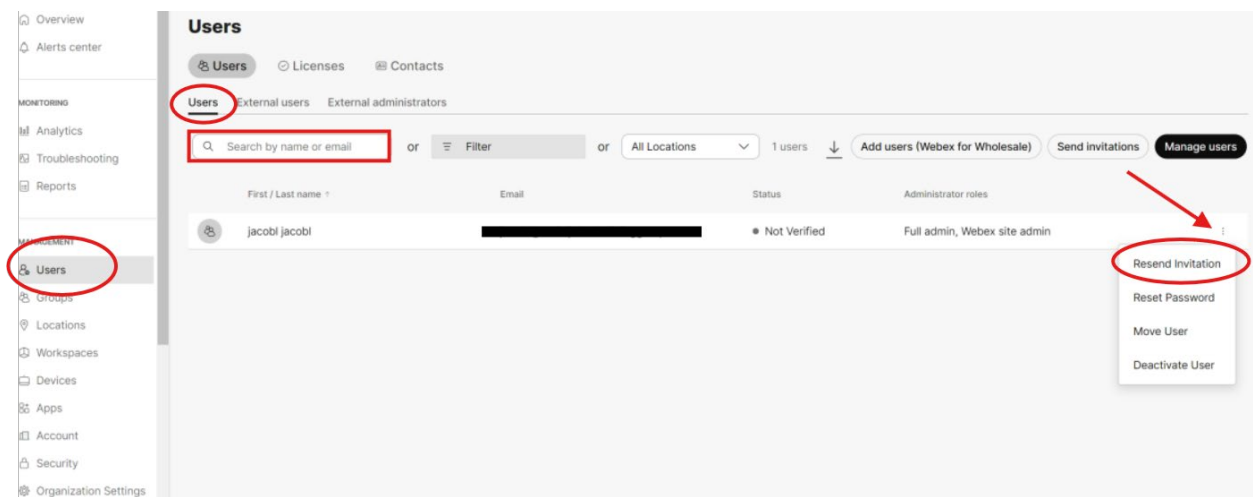 Overview
Alerts center
MONITORING
Analytics
Troubleshooting
Reports
MANAGEMENT
Users
Groups
Locations
Workspaces
Devices
Apps
Account
Security
Organization Settings
Users
Users Licenses Contacts
Users External users External administrators
Search by name or email or Filter or All Locations 1 users Add users (Webex for Wholesale) Send invitations Manage users
First / Last name ↑ Email Status Administrator roles
jacobl jacobl Not Verified Full admin, Webex site admin
Resend Invitation
Reset Password
Move User
Deactivate User